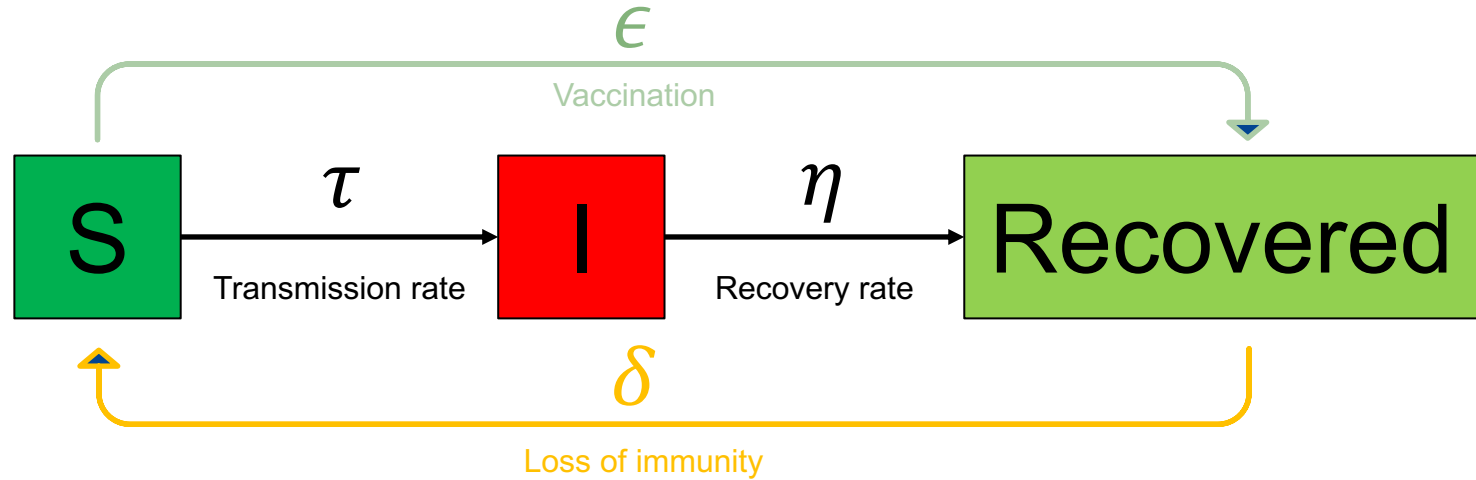 ϵ
Vaccination
S
τ
Transmission rate
I
η
Recovery rate
Recovered
δ
Loss of immunity